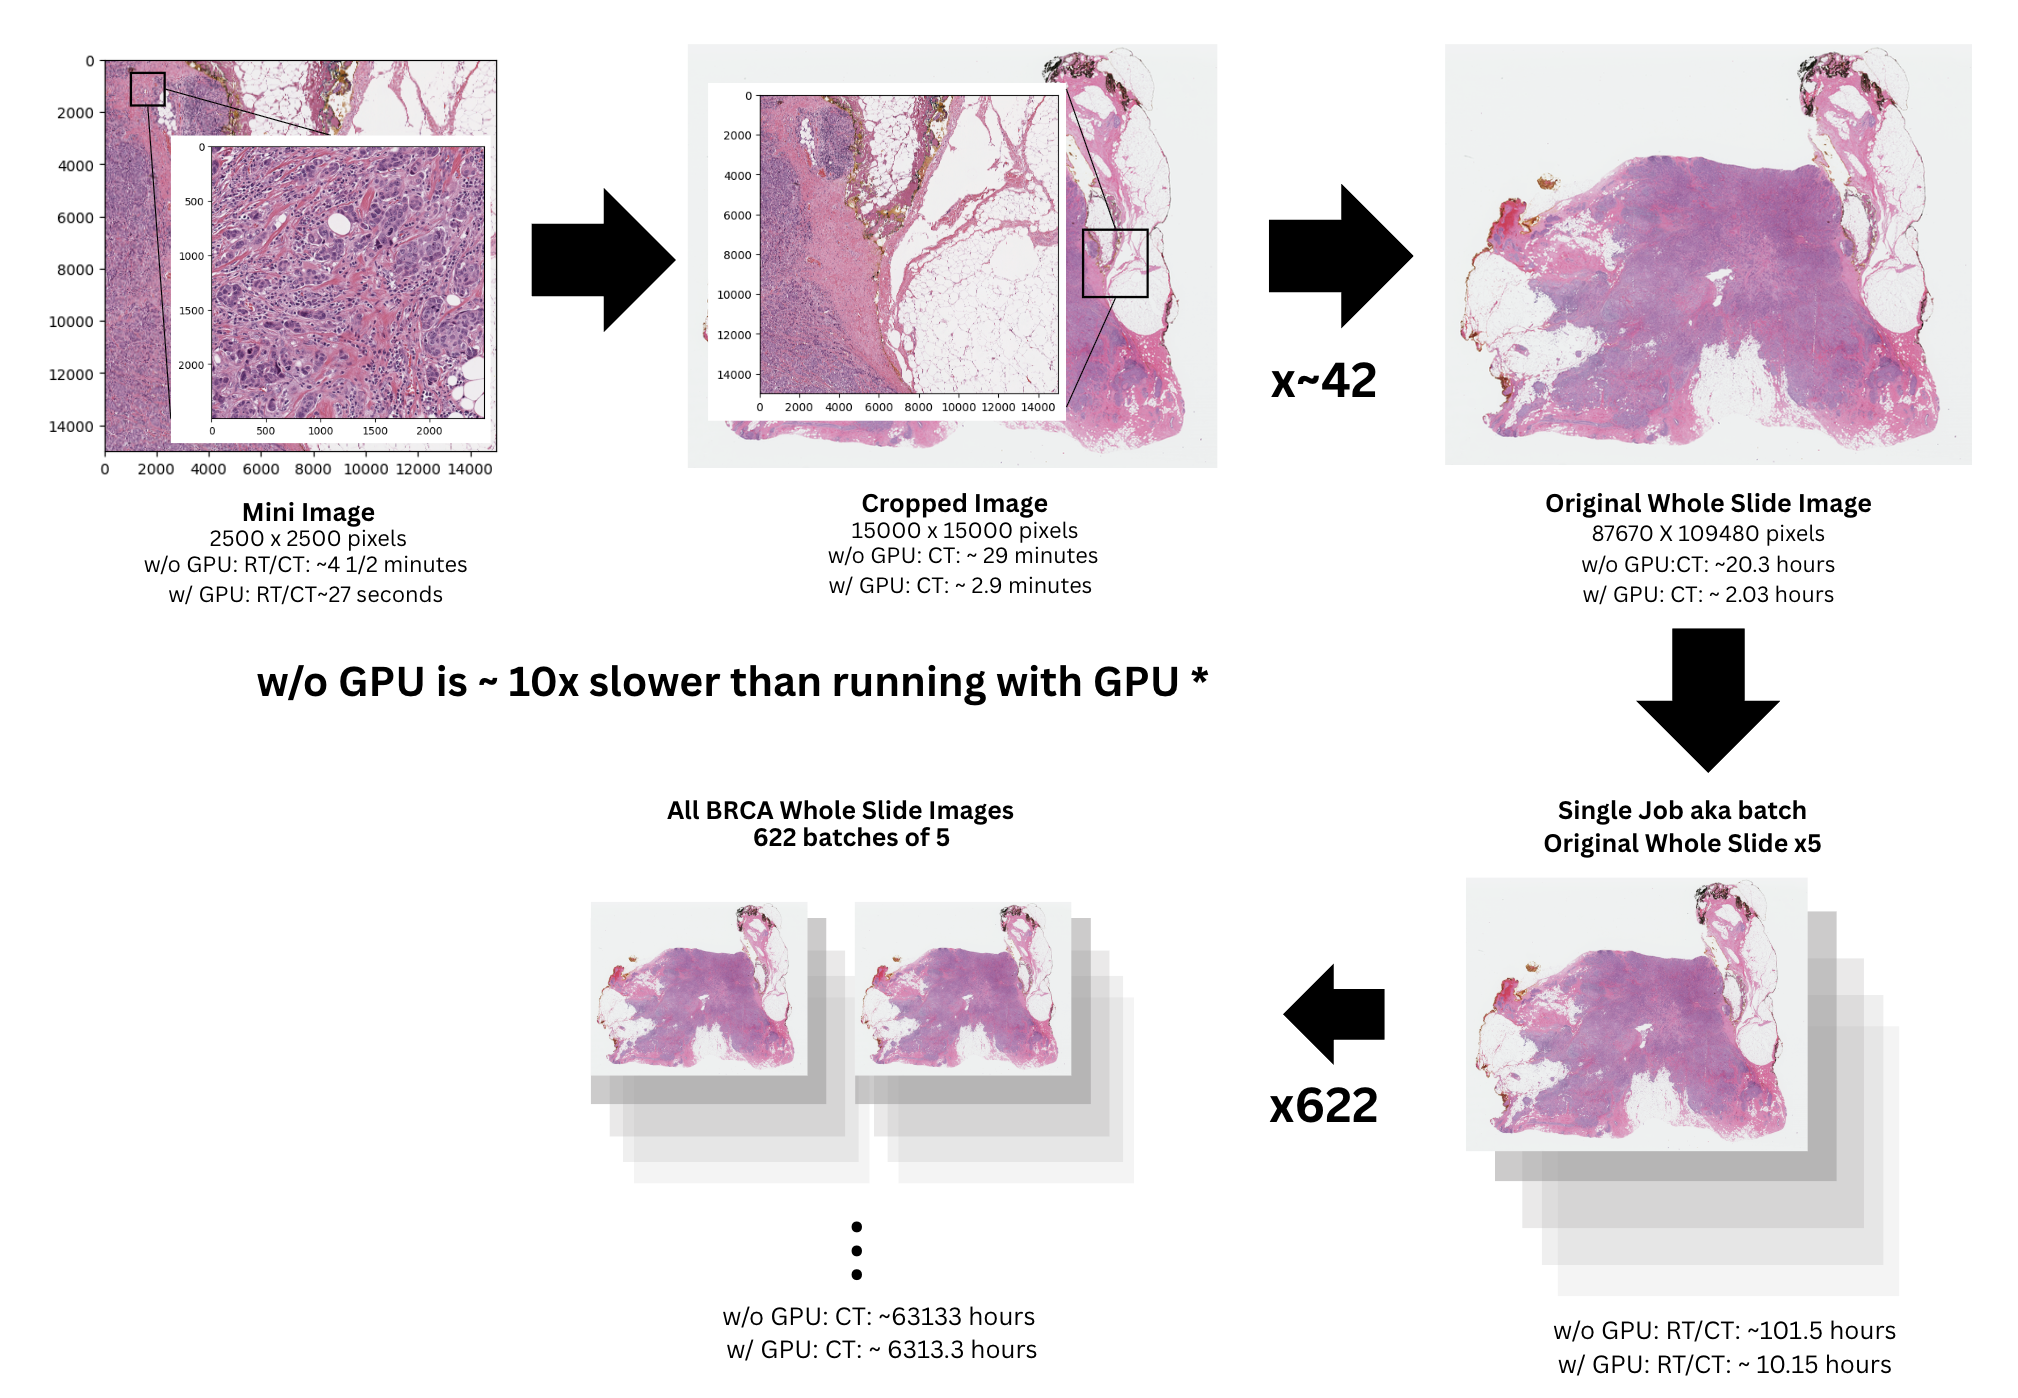 0
2000
4000
6000
8000
10000
12000
14000
0 2000 4000 6000 8000 10000 12000 14000
0
500
1000
1500
2000
0 500 1000 1500 2000
Mini Image
2500 x 2500 pixels
w/o GPU: RT/CT: ~4 1/2 minutes
w/ GPU: RT/CT~27 seconds
0
2000
4000
6000
8000
10000
12000
14000
0 2000 4000 6000 8000 10000 12000 14000
Cropped Image
15000 x 15000 pixels
w/o GPU: CT: ~ 29 minutes
w/ GPU: CT: ~ 2.9 minutes
x~42
Original Whole Slide Image
87670 X 109480 pixels
w/o GPU:CT: ~20.3 hours
w/ GPU: CT: ~ 2.03 hours
w/o GPU is ~ 10x slower than running with GPU *
Single Job aka batch
Original Whole Slide x5
w/o GPU: RT/CT: ~101.5 hours
w/ GPU: RT/CT: ~ 10.15 hours
x622
All BRCA Whole Slide Images
622 batches of 5
w/o GPU: CT: ~63133 hours
w/ GPU: CT: ~ 6313.3 hours